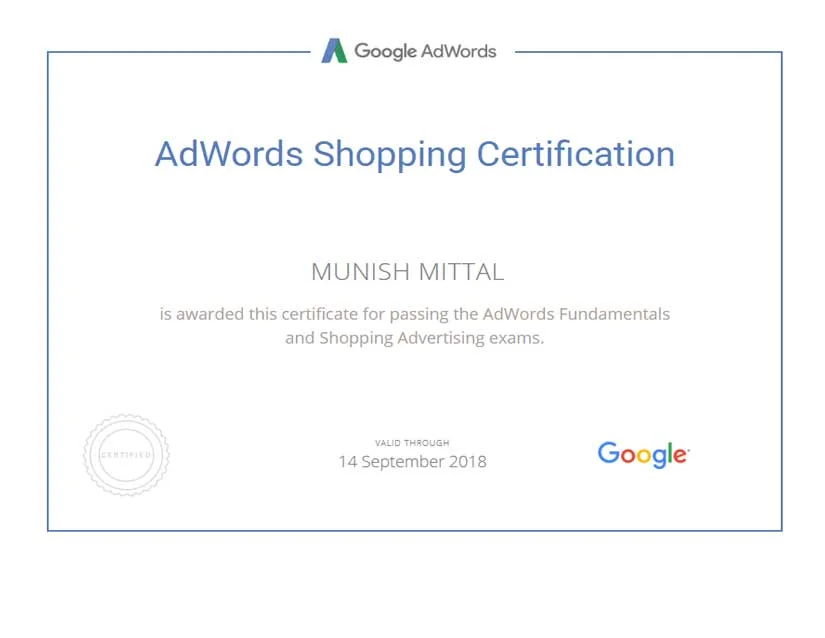 Google AdWords
AdWords Shopping Certification
MUNISH MITTAL
is awarded this certificate for passing the AdWords Fundamentals
and Shopping Advertising exams.
CERTIFIED
VALID THROUGH
14 September 2018
Google